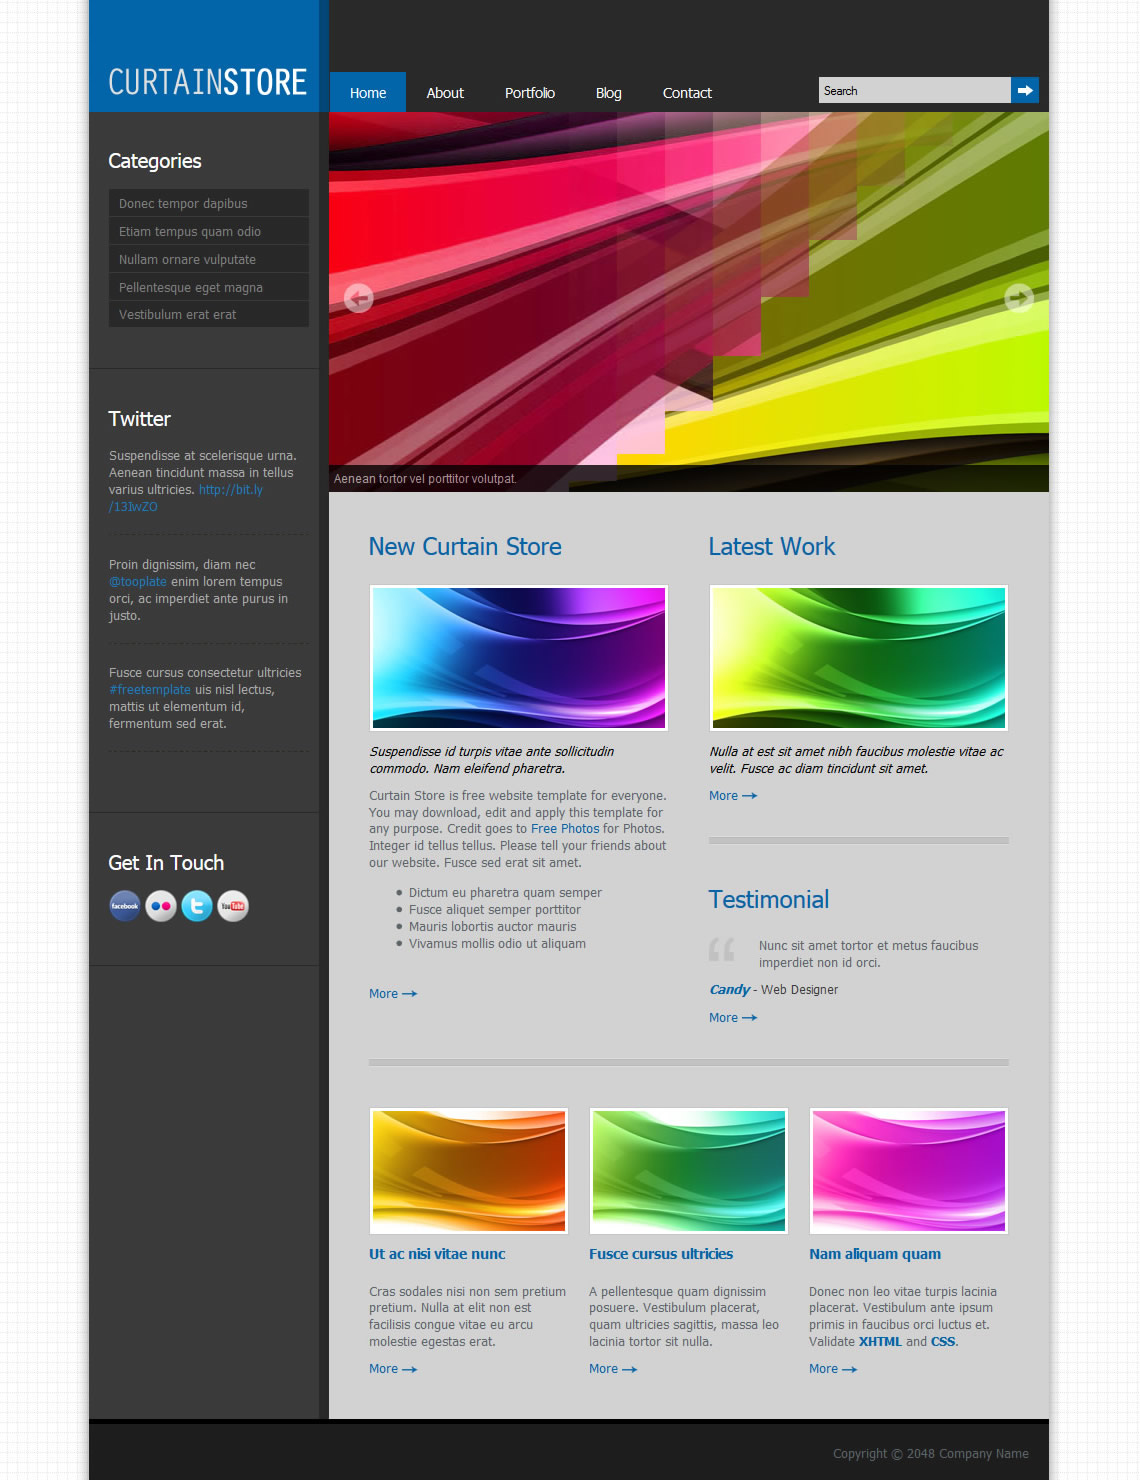 CURTAINSTORE
Home
About
Portfolio
Blog
Contact
Search
Categories
Donec tempor dapibus
Etiam tempus quam odio
Nullam ornare vulputate
Pellentesque eget magna
Vestibulum erat erat
Twitter
Suspendisse at scelerisque urna.
Aenean tincidunt massa in tellus
varius ultricies. http://bit.ly
/13IwZO
Proin dignissim, diam nec
@tooplate enim lorem tempus
orci, ac imperdiet ante purus in
justo.
Fusce cursus consectetur ultricies
#freetemplate uis nisl lectus,
mattis ut elementum id,
fermentum sed erat.
Get In Touch
facebook
You Tube
Aenean tortor vel porttitor volutpat.
New Curtain Store
Suspendisse id turpis vitae ante sollicitudin
commodo. Nam eleifend pharetra.
Curtain Store is free website template for everyone.
You may download, edit and apply this template for
any purpose. Credit goes to Free Photos for Photos.
Integer id tellus tellus. Please tell your friends about
our website. Fusce sed erat sit amet.
Dictum eu pharetra quam semper
Fusce aliquet semper porttitor
Mauris lobortis auctor mauris
Vivamus mollis odio ut aliquam
More
Latest Work
Nulla at est sit amet nibh faucibus molestie vitae ac
velit. Fusce ac diam tincidunt sit amet.
More
Testimonial
“
Nunc sit amet tortor et metus faucibus
imperdiet non id orci.
Candy - Web Designer
More
Ut ac nisi vitae nunc
Cras sodales nisi non sem pretium
pretium. Nulla at elit non est
facilisis congue vitae eu arcu
molestie egestas erat.
More
Fusce cursus ultricies
A pellentesque quam dignissim
posuere. Vestibulum placerat,
quam ultricies sagittis, massa leo
lacinia tortor sit nulla.
More
Nam aliquam quam
Donec non leo vitae turpis lacinia
placerat. Vestibulum ante ipsum
primis in faucibus orci luctus et.
Validate XHTML and CSS.
More
Copyright © 2048 Company Name